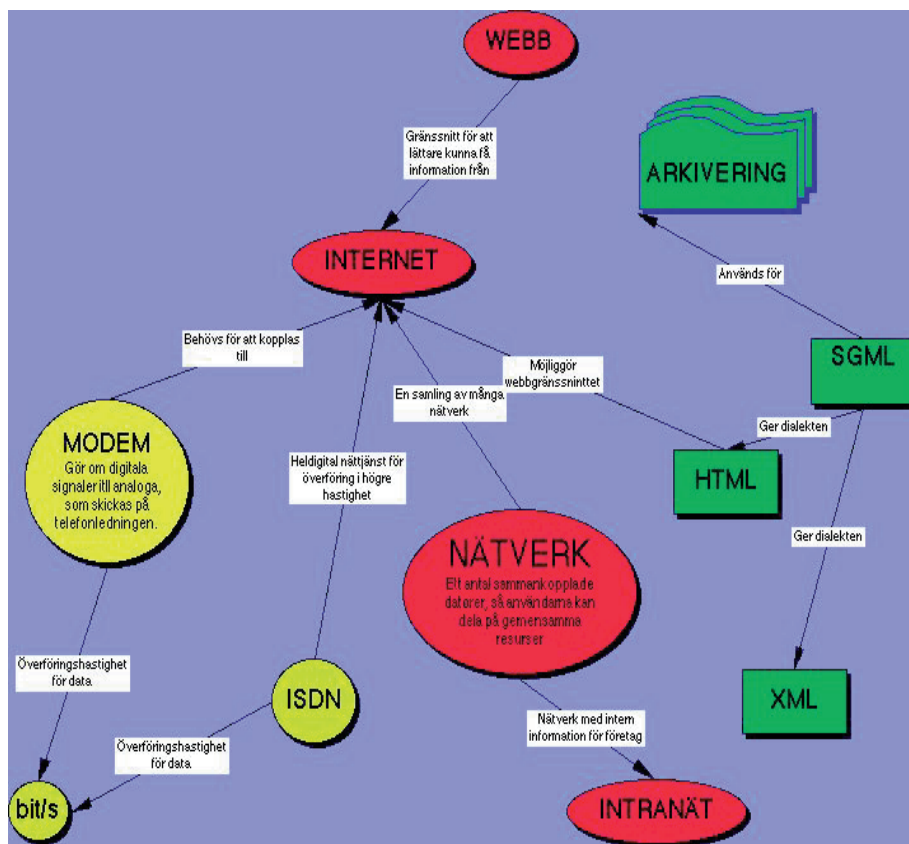 WEBB
Gränssnitt för att
lättare kunna få
information från
ARKIVERING
INTERNET
Används för
Behövs för att kopplas
till
SGML
Möjliggör
webbgränssninttet
En samling av många
nätverk
Ger dialekten
MODEM
Gör om digitala
signaler itll analoga,
som skickas på
telefonledningen.
Heldigital nättjänst för
överföring i högre
hastighet
HTML
Ger dialekten
NÄTVERK
Ett antal sammankopplade
datorer, så användarna kan
dela på gemensamma
resurser
Överföringshastighet
för data
ISDN
XML
Nätverk med intern
information för företag
Överföringshastighet
för data
bit/s
INTRANÄT